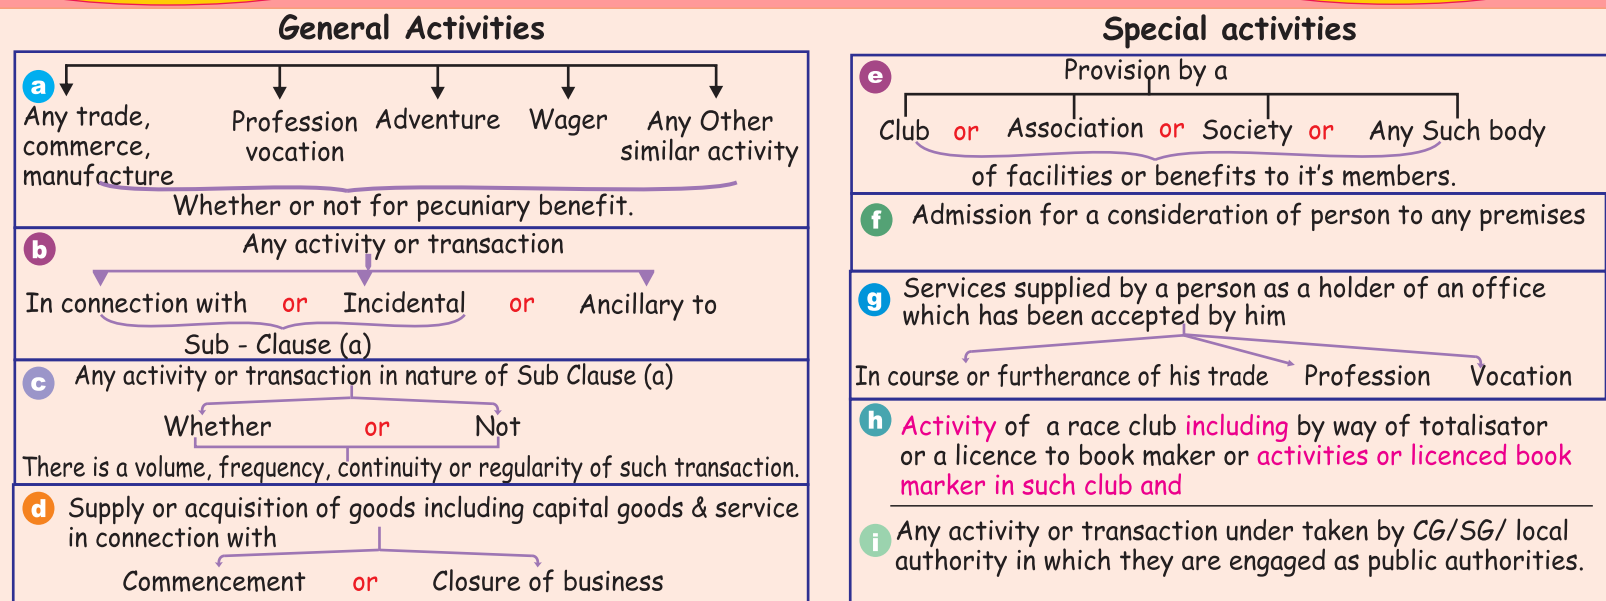 General Activities
a
Any trade,
commerce,
manufacture
Profession
vocation
Adventure
Wager
Any Other
similar activity
Whether or not for pecuniary benefit.
b
Any activity or transaction
In connection with or Incidental or Ancillary to
Sub - Clause (a)
c
Any activity or transaction in nature of Sub Clause (a)
Whether or Not
There is a volume, frequency, continuity or regularity of such transaction.
d
Supply or acquisition of goods including capital goods & service
in connection with
Commencement or Closure of business
Special activities
e
Provision by a
Club or Association or Society or Any Such body
of facilities or benefits to it's members.
f
Admission for a consideration of person to any premises
g
Services supplied by a person as a holder of an office
which has been accepted by him
In course or furtherance of his trade Profession Vocation
h
Activity of a race club including by way of totalisator
or a licence to book maker or activities or licenced book
marker in such club and
i
Any activity or transaction under taken by CG/SG/ local
authority in which they are engaged as public authorities.